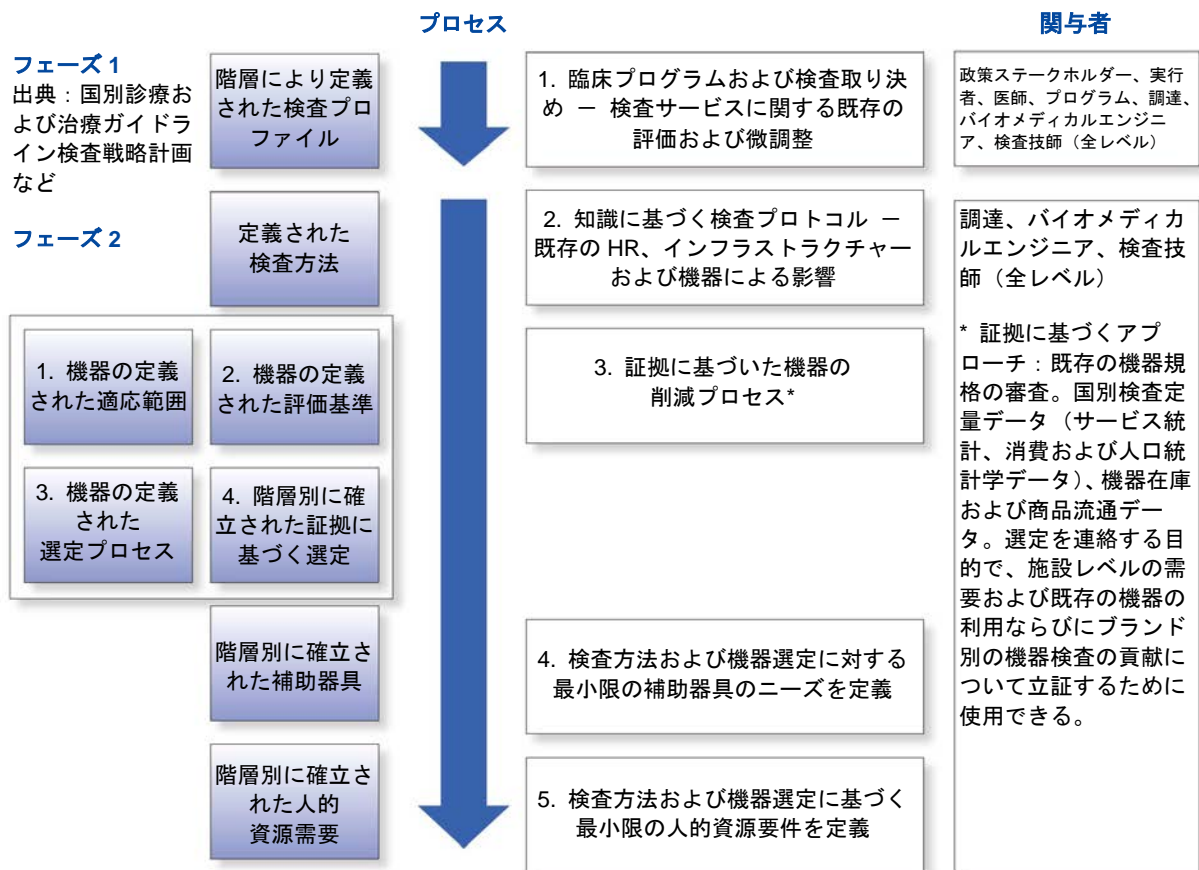 プロセス
関与者
フェーズ 1
出典：国別診療お
よび治療ガイドラ
イン検査戦略計画
など
階層により定義
された検査プロ
ファイル
1. 臨床プログラムおよび検査取り決
め － 検査サービスに関する既存の
評価および微調整
政策ステークホルダー、実行
者、医師、プログラム、調達、
バイオメディカルエンジニ
ア、検査技師（全レベル）
フェーズ 2
定義された
検査方法
2. 知識に基づく検査プロトコル －
既存の HR、インフラストラクチャー
および機器による影響
調達、バイオメディカ
ルエンジニア、検査技
師（全レベル）
* 証拠に基づくアプ
ローチ：既存の機器規
格の審査。国別検査定
量データ（サービス統
計、消費および人口統
計学データ）、機器在庫
および商品流通デー
タ。選定を連絡する目
的で、施設レベルの需
要および既存の機器の
利用ならびにブランド
別の機器検査の貢献に
ついて立証するために
使用できる。
1. 機器の定義
された適応範囲
2. 機器の定義
された評価基準
3. 機器の定義
された
選定プロセス
4. 階層別に確
立された証拠に
基づく選定
3. 証拠に基づいた機器の
削減プロセス*
階層別に確立さ
れた補助器具
4. 検査方法および機器選定に対する
最小限の補助器具のニーズを定義
階層別に確立さ
れた人的
資源需要
5. 検査方法および機器選定に基づく
最小限の人的資源要件を定義